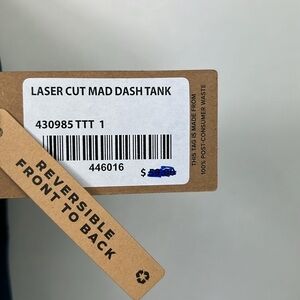 LASER CUT MAD DASH TANK
430985 TTT 1
446016
$
THIS TAG IS MADE FROM
100% POST-CONSUMER WASTE
REVERSIBLE
FRONT TO BACK